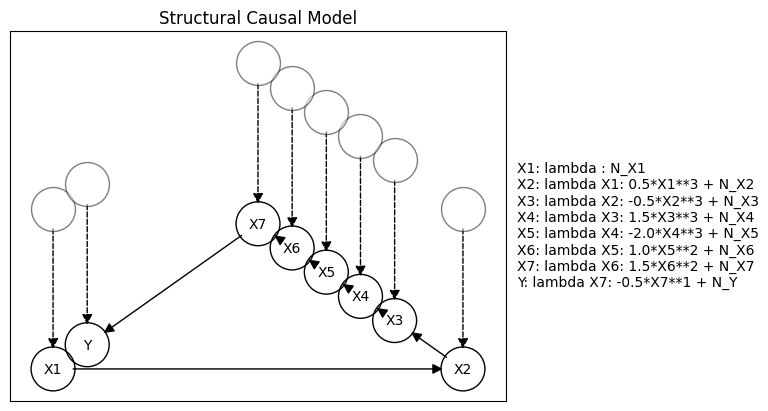 Structural Causal Model
X7
X6
X5
X4
X3
Y
X1
X2
X1: lambda : N_X1
X2: lambda X1: 0.5*X1**3 + N_X2
X3: lambda X2: -0.5*X2**3 + N_X3
X4: lambda X3: 1.5*X3**3 + N_X4
X5: lambda X4: -2.0*X4**3 + N_X5
X6: lambda X5: 1.0*X5**2 + N_X6
X7: lambda X6: 1.5*X6**2 + N_X7
Y: lambda X7: -0.5*X7**1 + N_Y